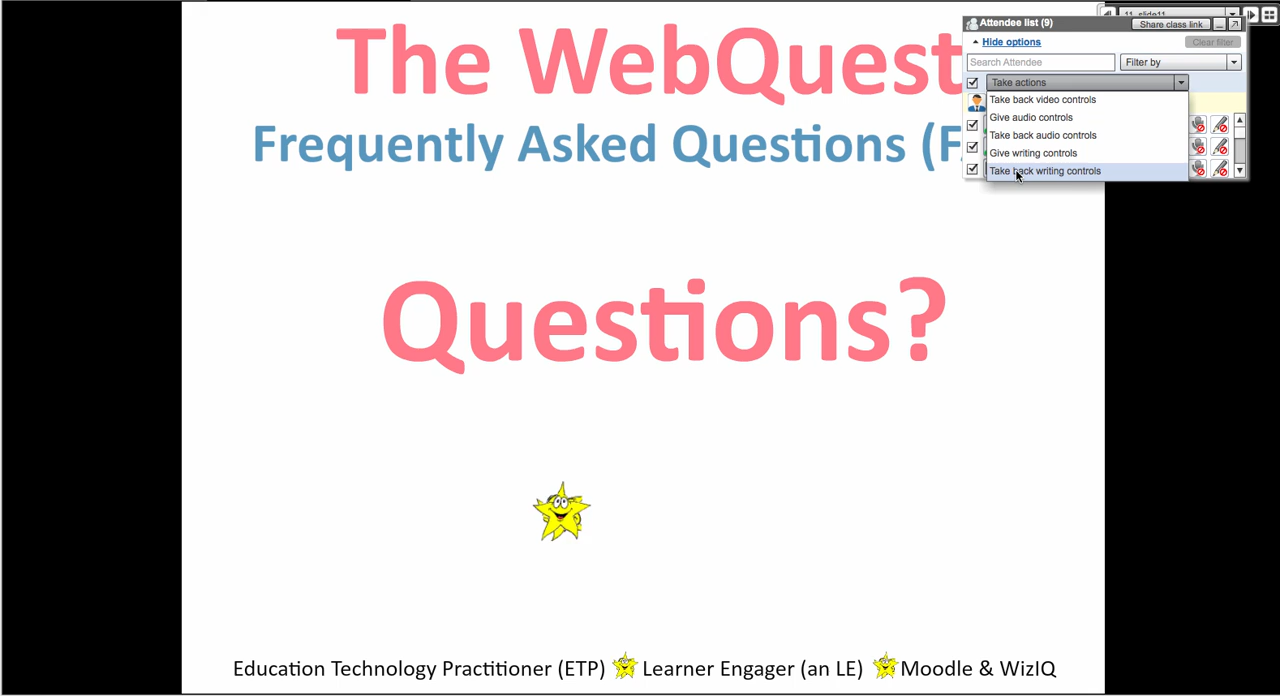 The WebQuest
Frequently Asked Questions (F
Questions?
Education Technology Practitioner (ETP) Learner Engager (an LE) Moodle & WizIQ
11_slide11
Attendee list (9)
Share class link
Hide options
Clear filter
Search Attendee
Filter by
Take actions
Take back video controls
Give audio controls
Take back audio controls
Give writing controls
Take back writing controls